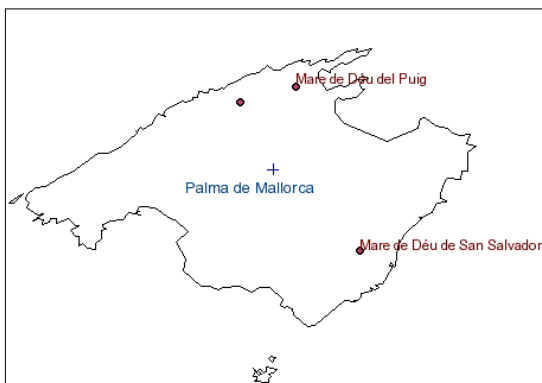 Mare de Déu del Puig
Palma de Mallorca
Mare de Déu de San Salvador